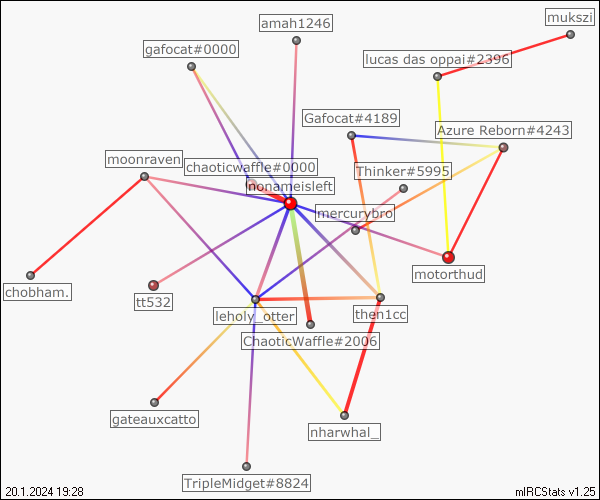 amah1246
mukszi
gafocat#0000
lucas das oppai#2396
Gafocat#4189
Azure Reborn#4243
moonraven
chaoticwaffle#0000
Thinker#5995
nonameisleft
mercurybro
chobham.
tt532
motorthud
leholy_otter
then1cc
ChaoticWaffle#2006
gateauxcatto
nharwhal_
TripleMidget#8824
20.1.2024 19:28
mIRCStats v1.25